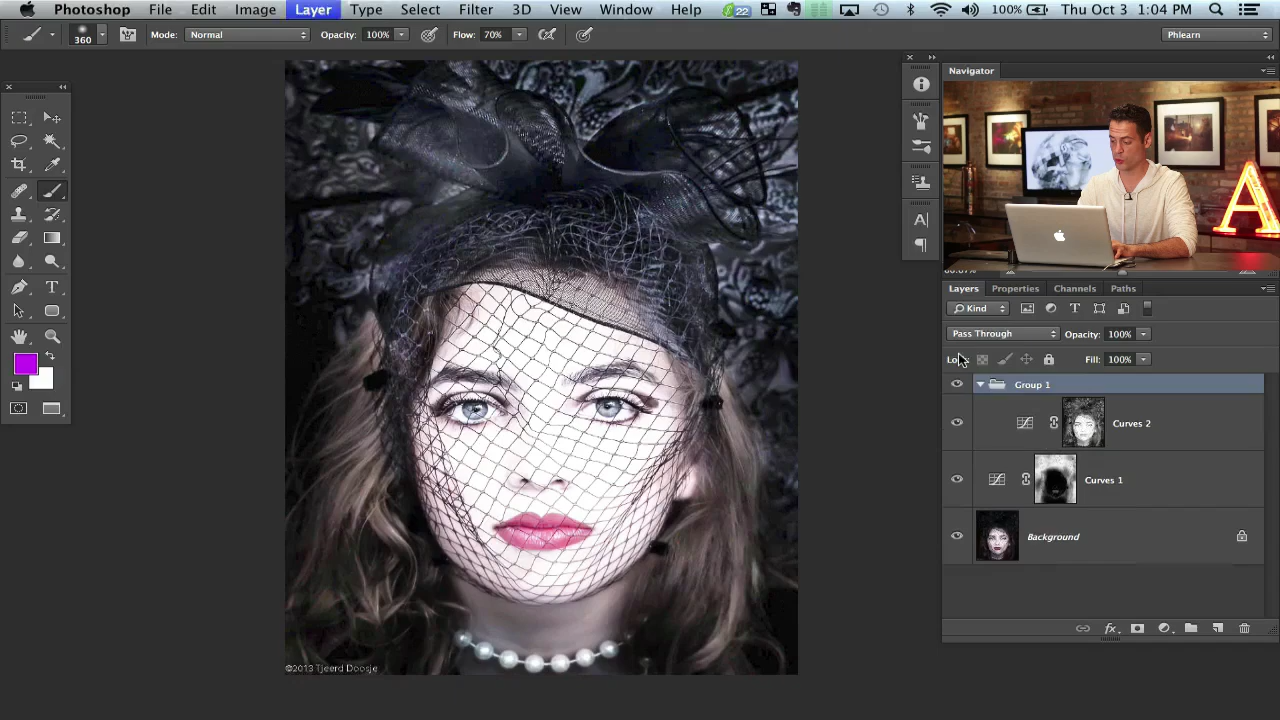 Photoshop File Edit Image Layer Type Select Filter 3D View Window Help 22 100% Thu Oct 3 1:04 PM
360 Mode: Normal Opacity: 100% Flow: 70% Phlearn
Navigator
A
Layers Properties Channels Paths
Kind
Pass Through Opacity: 100%
Fill: 100%
Group 1
Curves 2
Curves 1
Background
©2013 Tjeerd Doosje